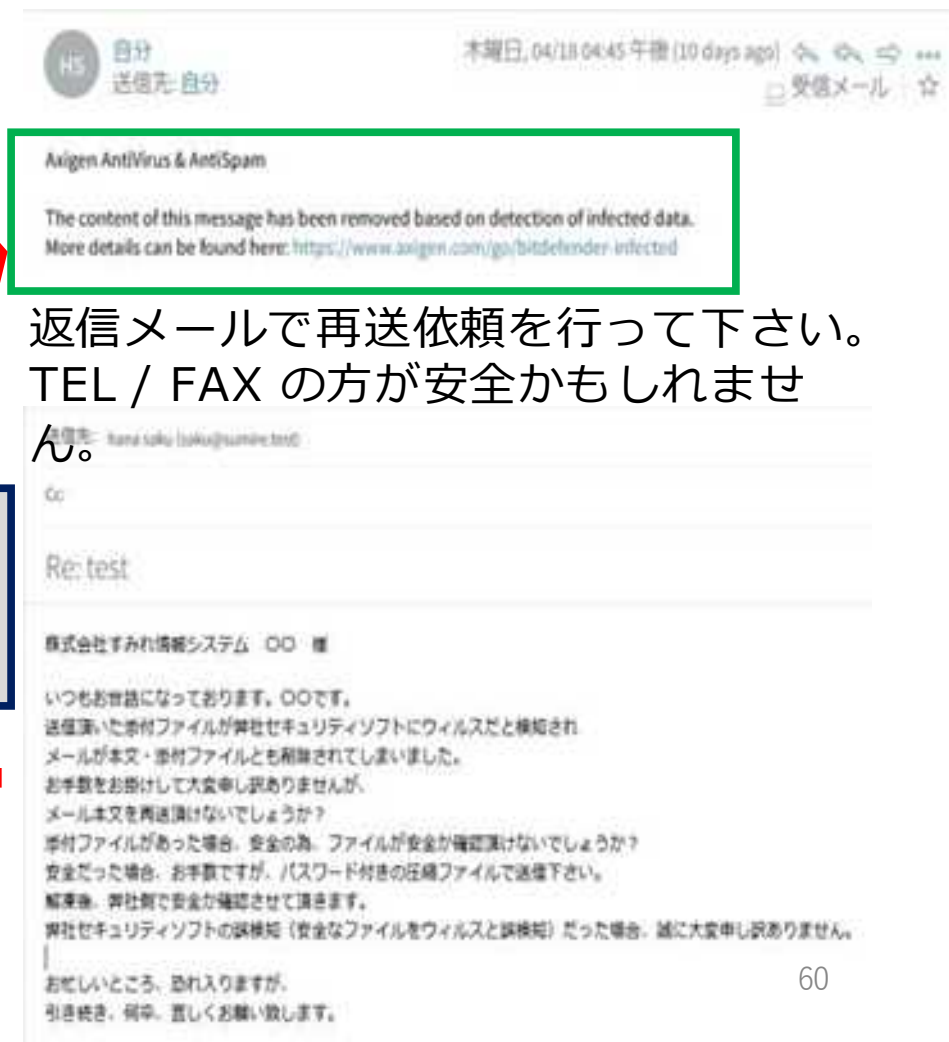 HS
自分
送信先: 自分
木曜日, 04/18 04:45 午後 (10 days ago)
受信メール
Axigen AntiVirus & AntiSpam
The content of this message has been removed based on detection of infected data.
More details can be found here: https://www.axigen.com/go/bitdefender-infected
返信メールで再送依頼を行って下さい。
TEL / FAX の方が安全かもしれませ
ん。
送信先: hana saku (saku@sumire.test)
Cc
Re: test
株式会社すみれ情報システム 〇〇 様
いつもお世話になっております。〇〇です。
送信頂いた添付ファイルが弊社セキュリティソフトにウィルスだと検知され
メールが本文・添付ファイルとも削除されてしまいました。
お手数をお掛けして大変申し訳ありませんが、
メール本文を再送頂けないでしょうか?
添付ファイルがあった場合、安全の為、ファイルが安全か確認頂けないでしょうか?
安全だった場合、お手数ですが、パスワード付きの圧縮ファイルで送信下さい。
解凍後、弊社側で安全か確認させて頂きます。
弊社セキュリティソフトの誤検知(安全なファイルをウィルスと誤検知)だった場合、誠に大変申し訳ありません。
お忙しいところ、恐れ入りますが、
引き続き、何卒、宜しくお願い致します。
60